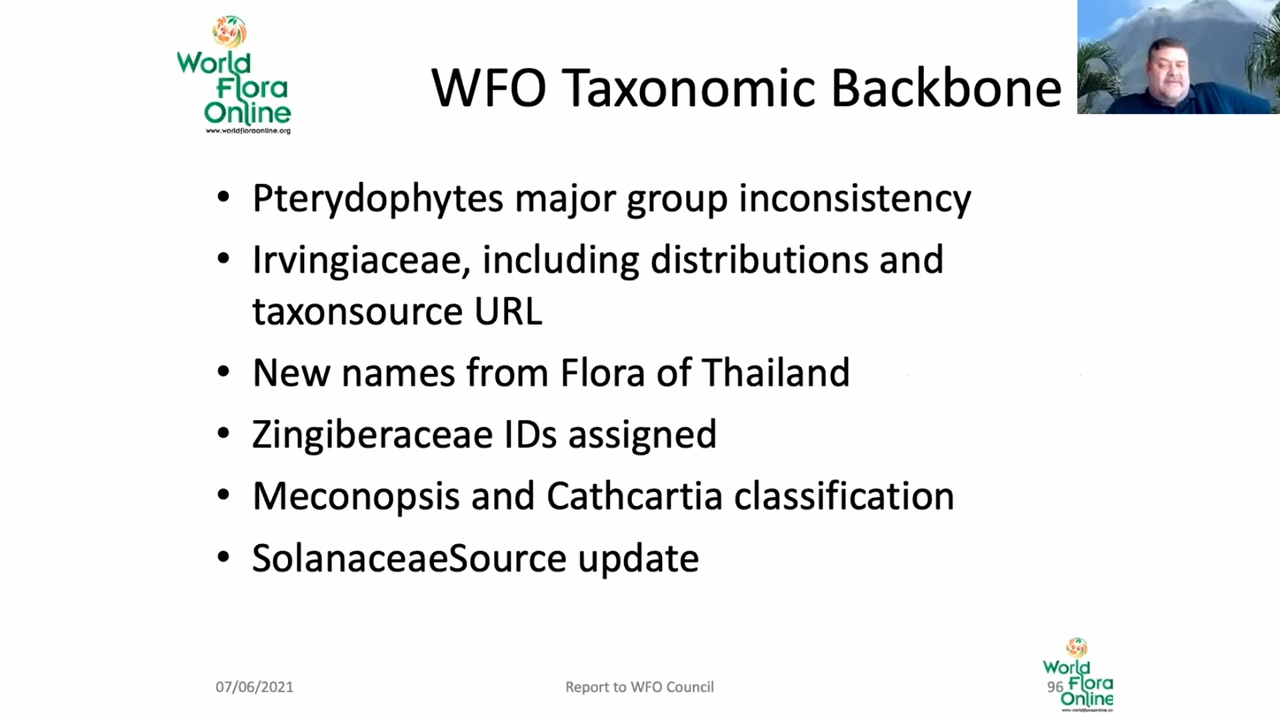 World
Flora
Online
www.worldfloraonline.org
WFO Taxonomic Backbone
• Pterydophytes major group inconsistency
• Irvingiaceae, including distributions and
taxonsource URL
• New names from Flora of Thailand
• Zingiberaceae IDs assigned
• Meconopsis and Cathcartia classification
• SolanaceaeSource update
07/06/2021
Report to WFO Council
96
World
Flora
Online